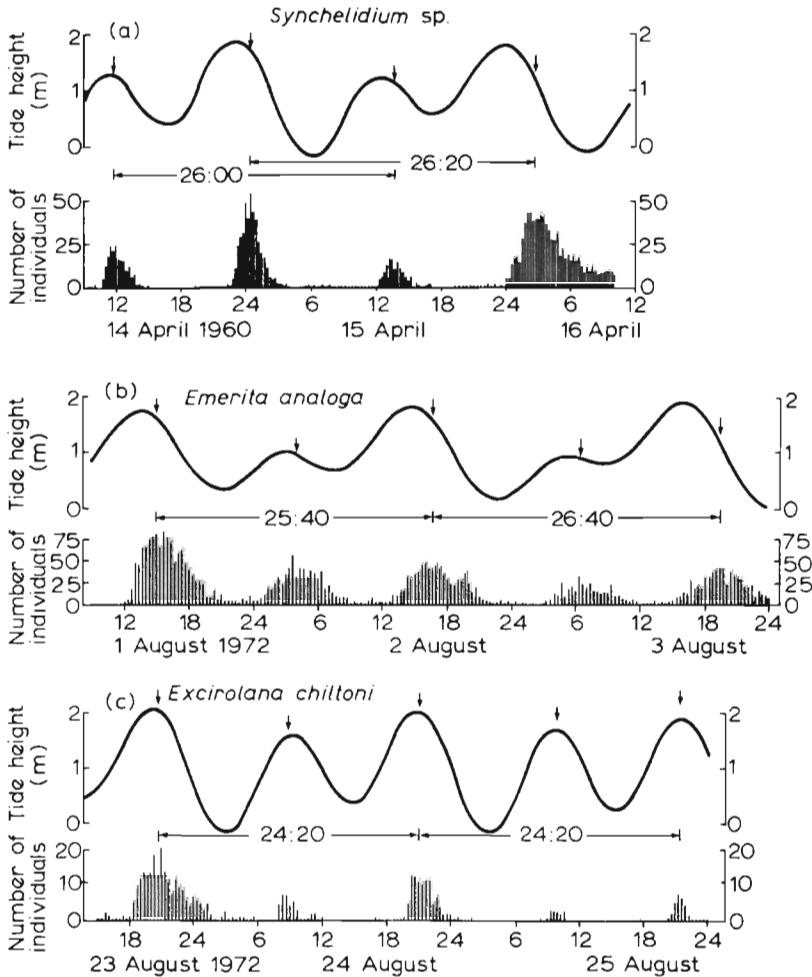 Synchelidium sp.
(a)
Tide height (m)
2
1
0
2
1
0
26:20
26:00
Number of individuals
50
25
0
50
25
0
12 18 24 6 12 18 24 6 12
14 April 1960 15 April 16 April
(b)
Emerita analoga
Tide height (m)
2
1
0
2
1
0
25:40 26:40
Number of individuals
75
50
25
0
75
50
25
0
12 18 24 6 12 18 24 6 12 18 24
1 August 1972 2 August 3 August
(c)
Excirolana chiltoni
Tide height (m)
2
1
0
2
1
0
24:20 24:20
Number of individuals
20
10
0
20
10
0
18 24 6 12 18 24 6 12 18 24
23 August 1972 24 August 25 August